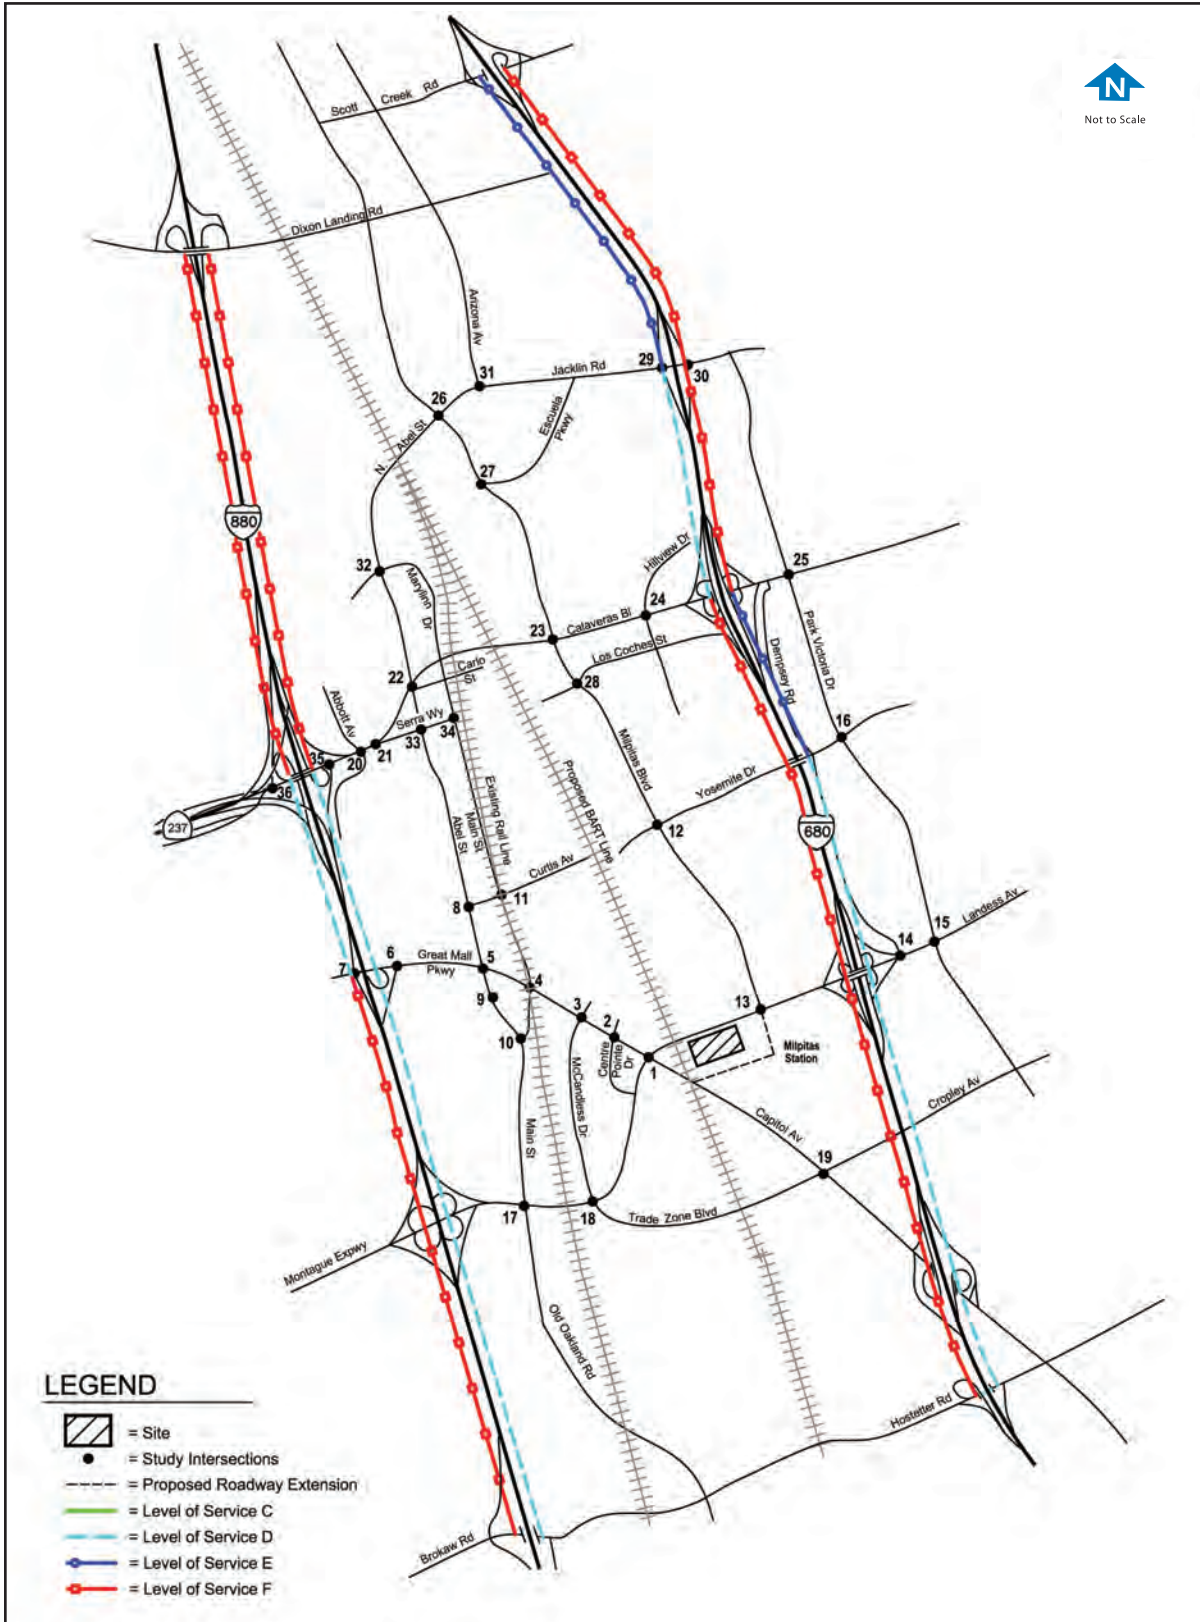 N
Not to Scale
Scott Creek Rd
Dixon Landing Rd
Arizona Av
29
30
31
Jacklin Rd
26
Escuela
Pkwy
N. Abel St
27
880
Hillview Dr
25
32
Marylinn Dr
24
23
Calaveras Bl
Los Coches St
Park Victoria Dr
Dempsey Rd
Carlo
St
22
28
Abbott Av
Serra Wy
34
33
16
35
20
21
36
237
Milpitas Blvd
Proposed BART Line
Yosemite Dr
Existing Rail Line
Main St
Abel St
12
680
Curtis Av
11
8
Landess Av
15
14
6
Great Mall
Pkwy
5
7
4
9
3
13
2
10
Milpitas
Station
Centre
Pointe
Dr
1
McCandless Dr
Cropley Av
Capitol Av
Main St
19
17
18
Trade Zone Blvd
Montague Expwy
Old Oakland Rd
Hostetter Rd
Brokaw Rd
LEGEND
= Site
= Study Intersections
= Proposed Roadway Extension
= Level of Service C
= Level of Service D
= Level of Service E
= Level of Service F